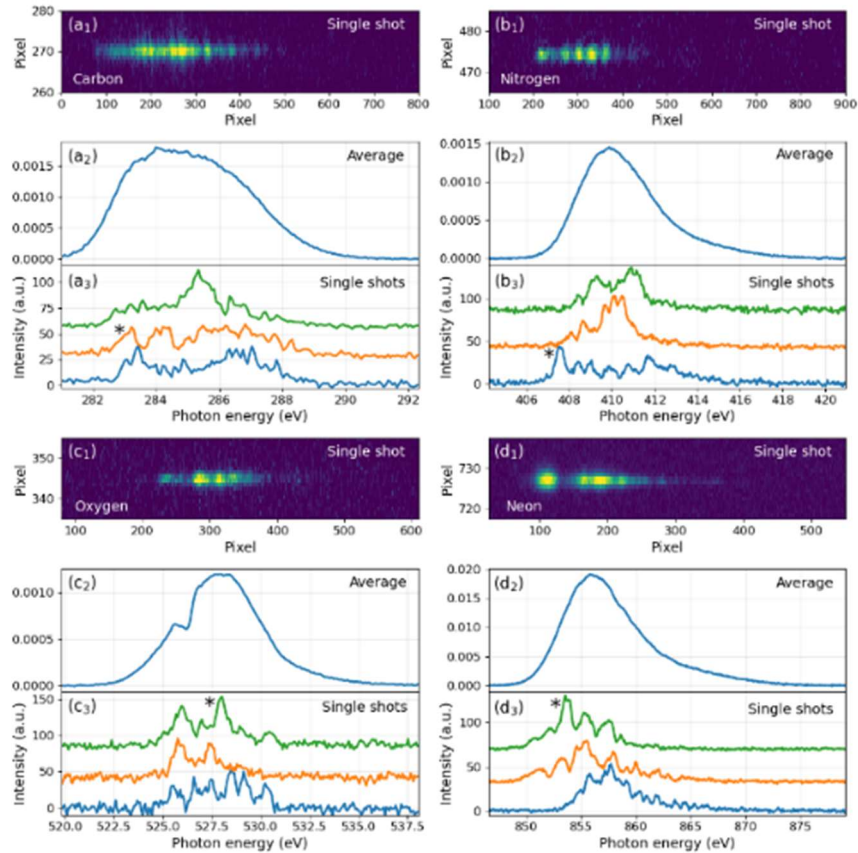 (a₁) Single shot
280
270
260
Pixel
Carbon
0 100 200 300 400 500 600 700 800
Pixel
(b₁) Single shot
480
470
Pixel
Nitrogen
100 200 300 400 500 600 700 800 900
Pixel
(a₂) Average
0.0015
0.0010
0.0005
0.0000
(a₃) Single shots
100
75
50
25
0
*
Intensity (a.u.)
282 284 286 288 290 292
Photon energy (eV)
(b₂) Average
0.0015
0.0010
0.0005
0.0000
(b₃) Single shots
100
50
0
*
Intensity (a.u.)
406 408 410 412 414 416 418 420
Photon energy (eV)
(c₁) Single shot
350
340
Pixel
Oxygen
100 200 300 400 500 600
Pixel
(d₁) Single shot
730
720
Pixel
Neon
100 200 300 400 500
Pixel
(c₂) Average
0.0010
0.0005
0.0000
(c₃) Single shots
150
100
50
0
*
Intensity (a.u.)
520.0 522.5 525.0 527.5 530.0 532.5 535.0 537.5
Photon energy (eV)
(d₂) Average
0.020
0.015
0.010
0.005
0.000
(d₃) Single shots
100
50
0
*
Intensity (a.u.)
850 855 860 865 870 875
Photon energy (eV)